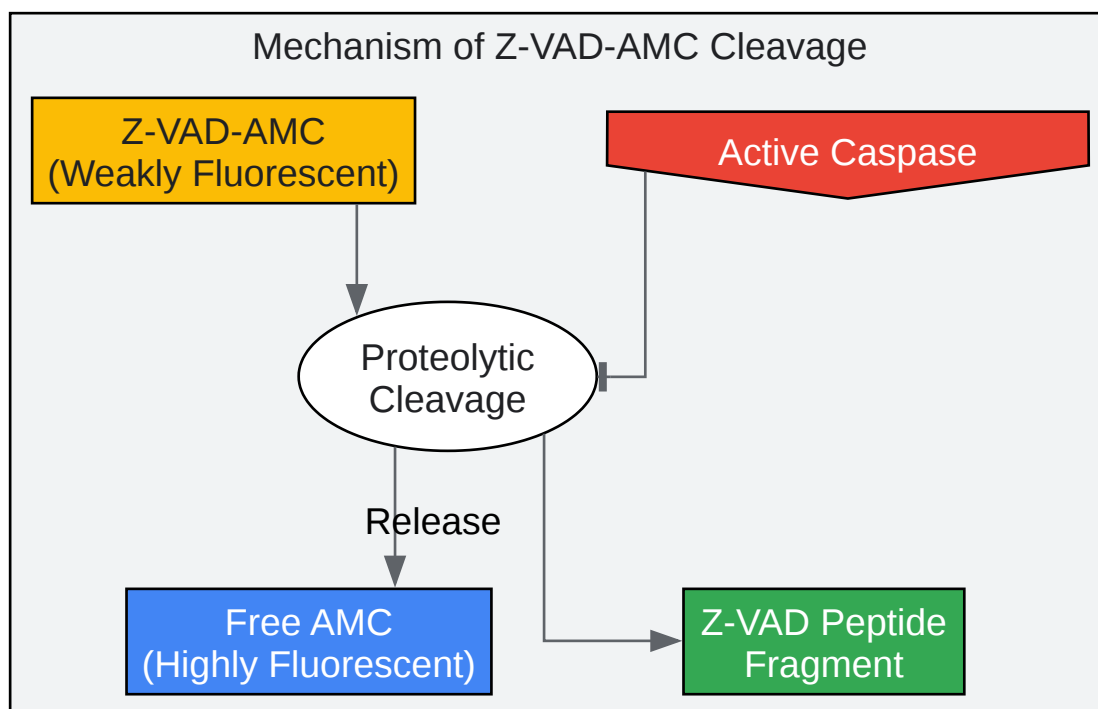 Mechanism of Z-VAD-AMC Cleavage
Z-VAD-AMC
(Weakly Fluorescent)
Active Caspase
Proteolytic
Cleavage
Release
Free AMC
(Highly Fluorescent)
Z-VAD Peptide
Fragment